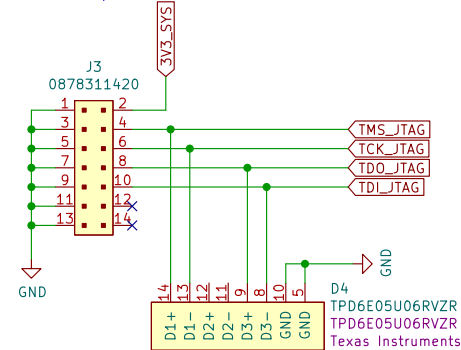 3V3_SYS
J3
0878311420
1 2
3 4
5 6
7 8
9 10
11 12
13 14
TMS_JTAG
TCK_JTAG
TDO_JTAG
TDI_JTAG
GND
GND
14 13 12 11 9 8 10 5
D1+ D1- D2+ D2- D3+ D3- GND GND
D4
TPD6E05U06RVZR
TPD6E05U06RVZR
Texas Instruments